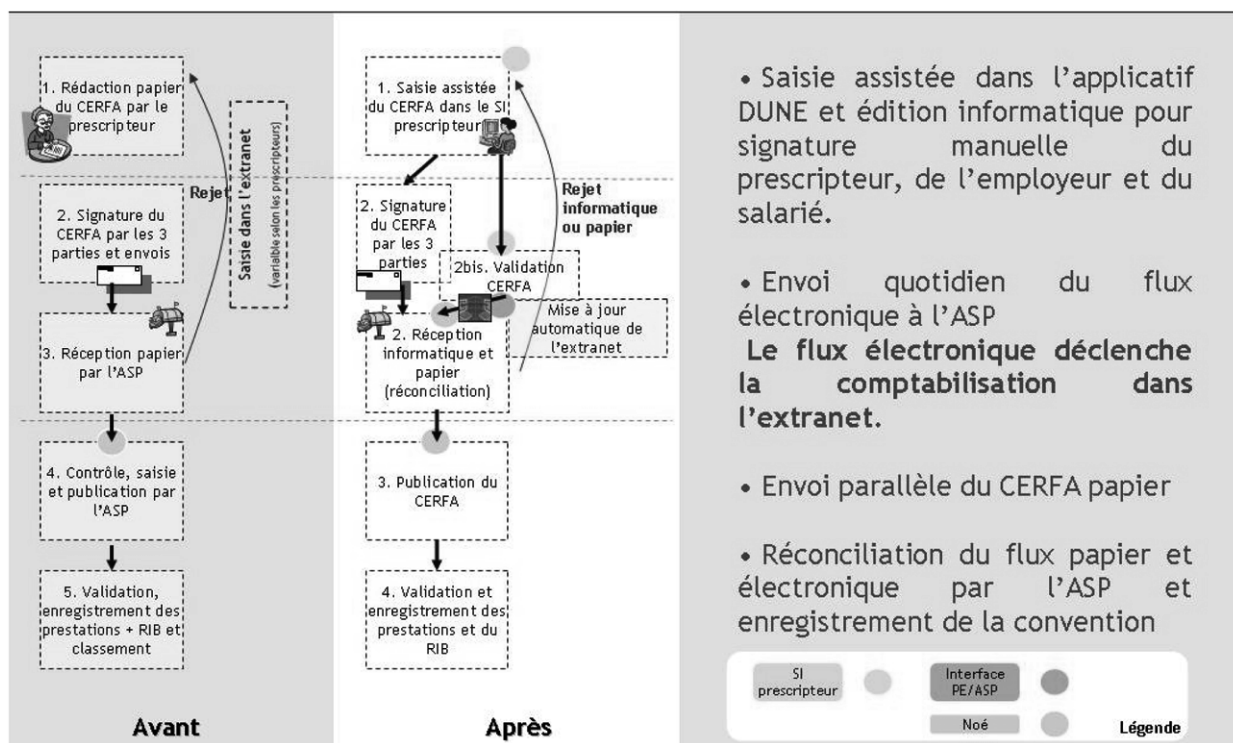 1. Rédaction papier
du CERFA par le
prescripteur
2. Signature du
CERFA par les 3
parties et envois
3. Réception papier
par l'ASP
4. Contrôle, saisie
et publication par
l'ASP
5. Validation,
enregistrement des
prestations + RIB et
classement
Rejet
Saisie dans l'extranet
(variable selon les prescripteurs)
Avant
1. Saisie assistée
du CERFA dans le SI
prescripteur
2. Signature
du CERFA
par les 3
parties
2bis. Validation
CERFA
Rejet
informatique
ou papier
Mise à jour
automatique de
l'extranet
2. Réception
informatique et
papier
(réconciliation)
3. Publication du
CERFA
4. Validation et
enregistrement des
prestations et du
RIB
Après
• Saisie assistée dans l'applicatif
DUNE et édition informatique pour
signature manuelle du
prescripteur, de l'employeur et du
salarié.
• Envoi quotidien du flux
électronique à l'ASP
Le flux électronique déclenche
la comptabilisation dans
l'extranet.
• Envoi parallèle du CERFA papier
• Réconciliation du flux papier et
électronique par l'ASP et
enregistrement de la convention
SI
prescripteur
Interface
PE/ASP
Noé
Légende